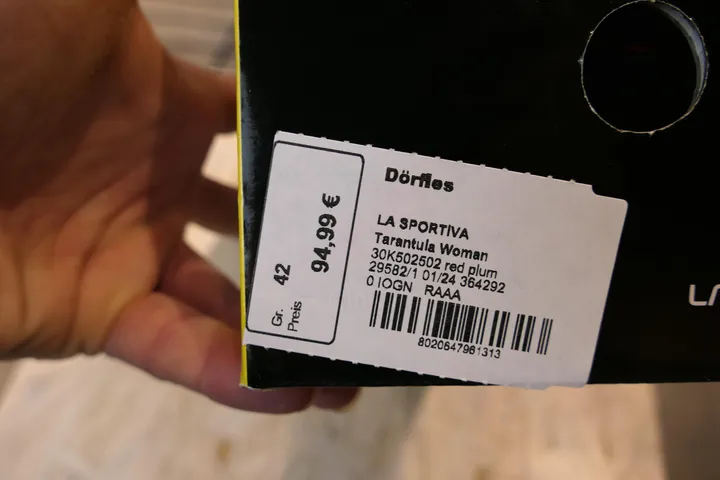 Dörfles
LA SPORTIVA
Tarantula Woman
30K502502 red plum
29582/1 01/24 364292
0 IOGN RAAA
8020647961313
Gr. 42
Preis 94,99 €